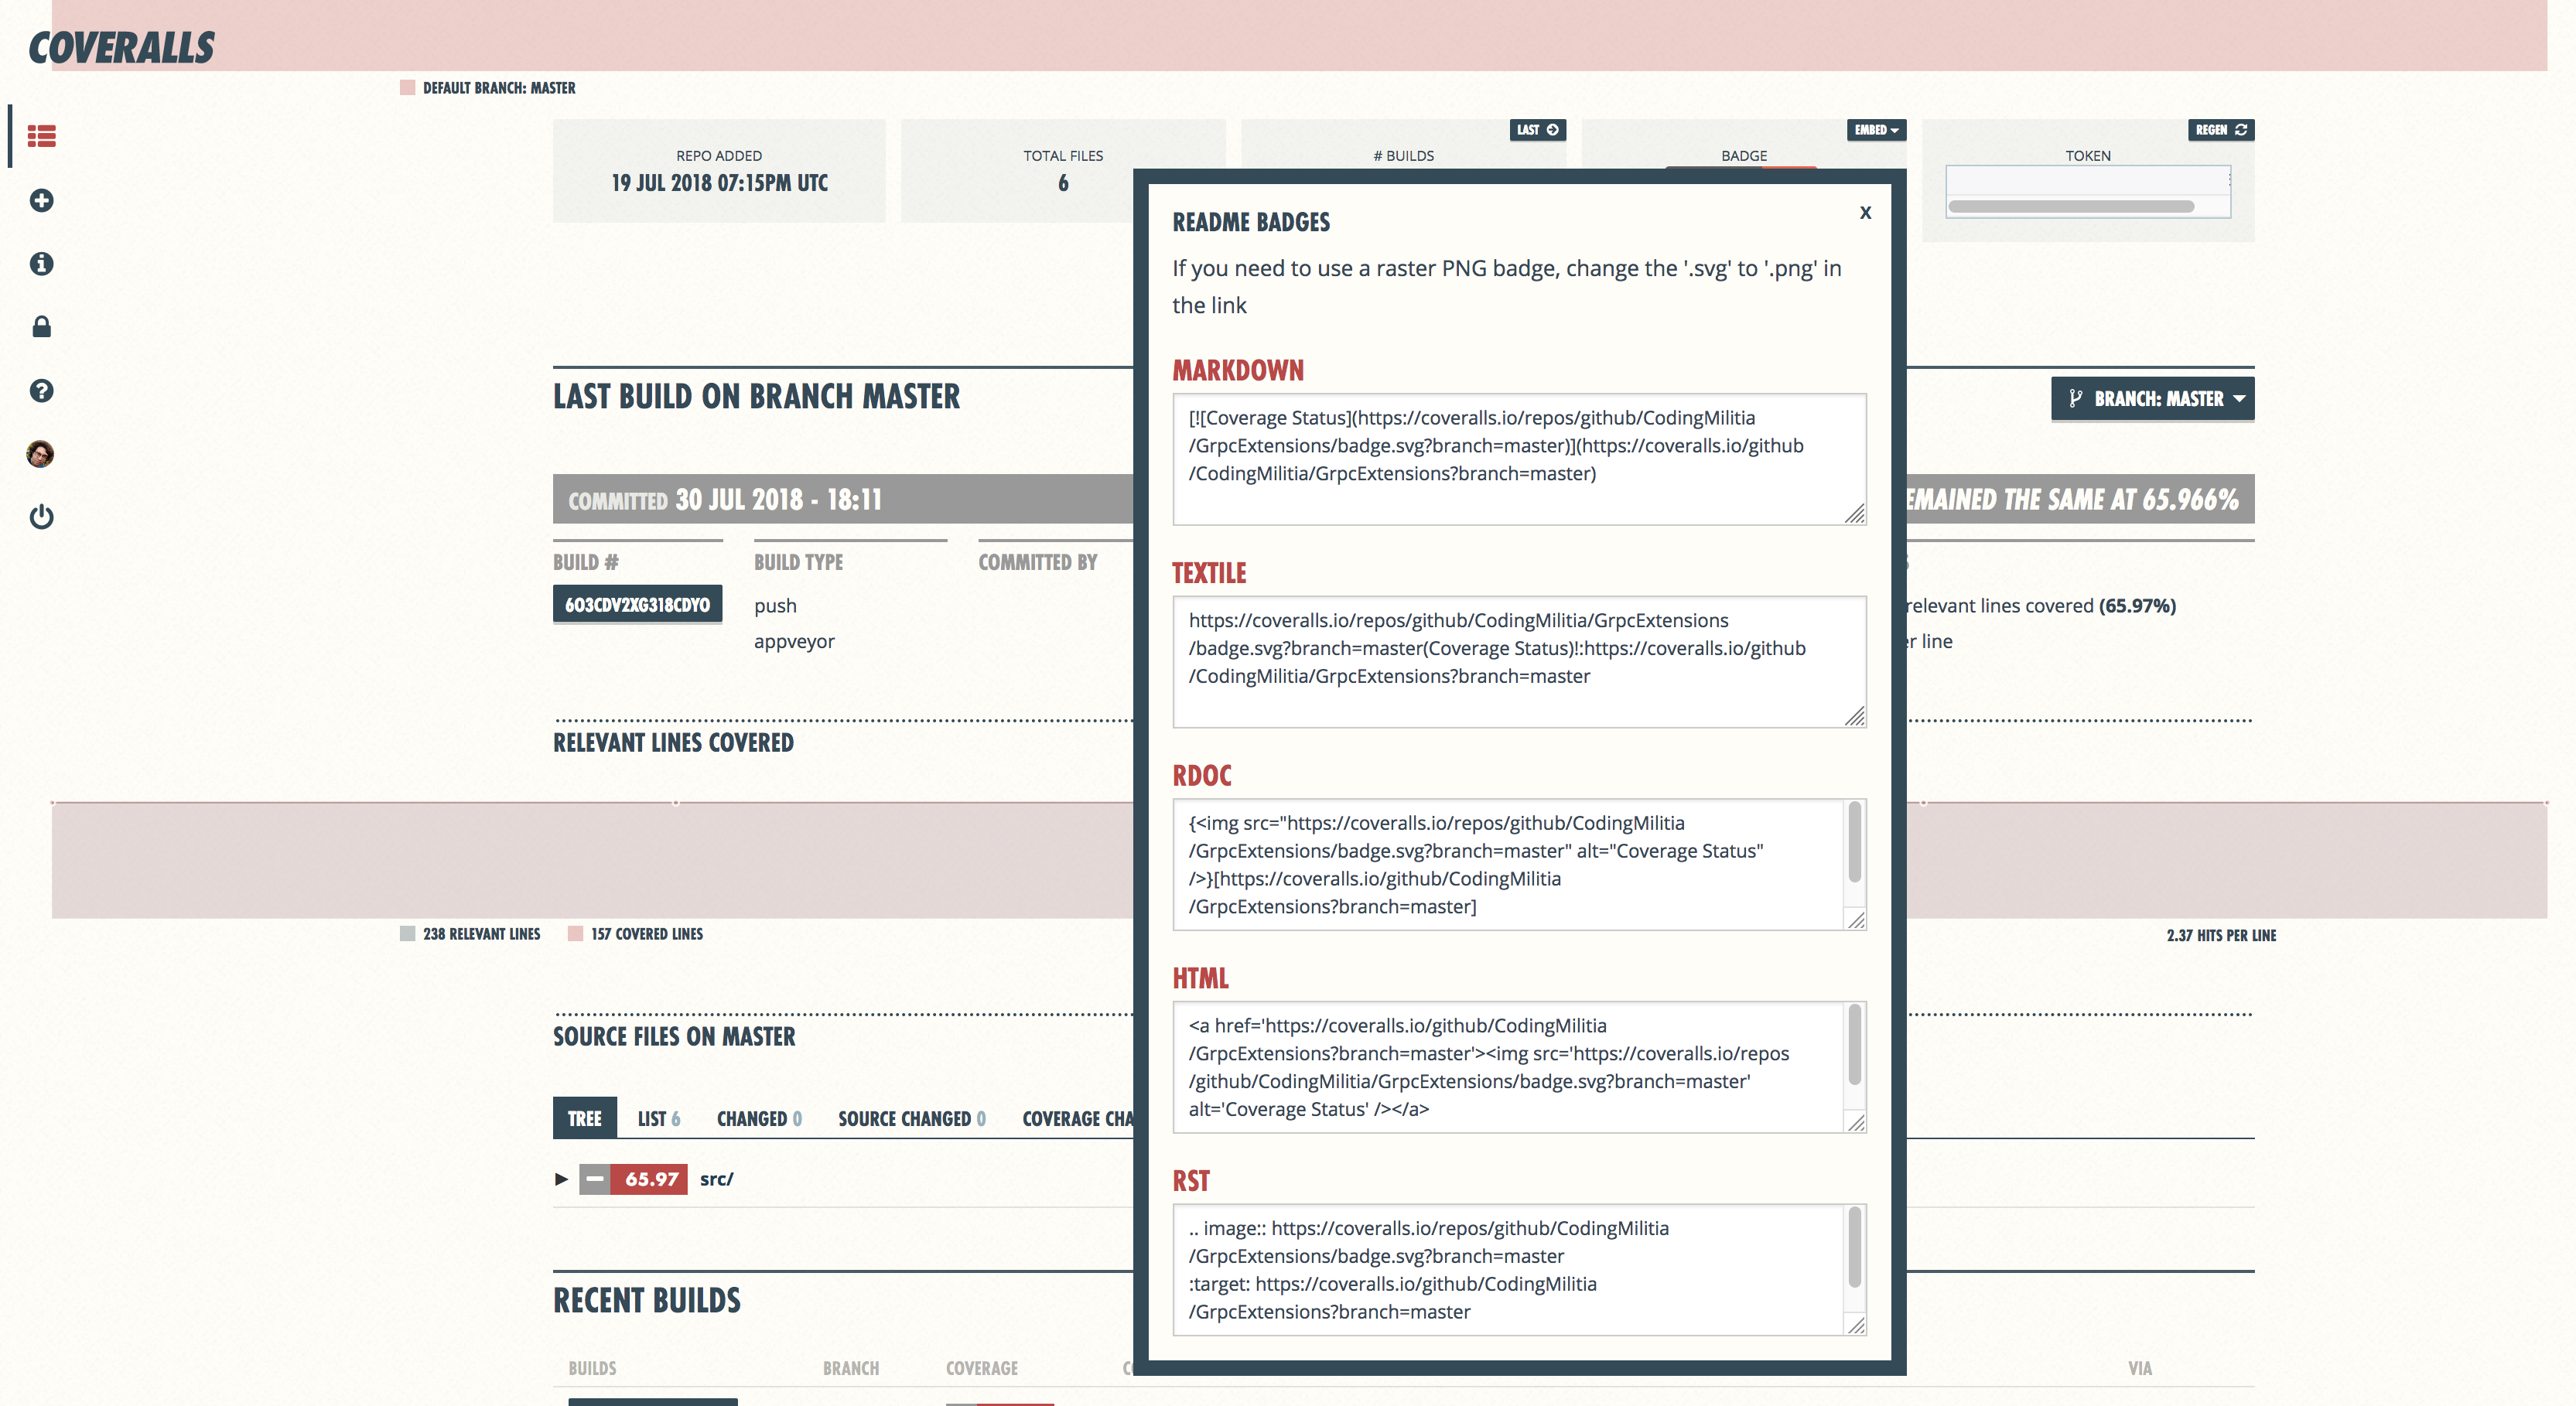 COVERALLS
DEFAULT BRANCH: MASTER
REPO ADDED
19 JUL 2018 07:15PM UTC
TOTAL FILES
6
LAST
# BUILDS
EMBED
BADGE
REGEN
TOKEN
README BADGES
X
If you need to use a raster PNG badge, change the '.svg' to '.png' in
the link
MARKDOWN
[![Coverage Status](https://coveralls.io/repos/github/CodingMilitia
/GrpcExtensions/badge.svg?branch=master)](https://coveralls.io/github
/CodingMilitia/GrpcExtensions?branch=master)
TEXTILE
https://coveralls.io/repos/github/CodingMilitia/GrpcExtensions
/badge.svg?branch=master(Coverage Status)!:https://coveralls.io/github
/CodingMilitia/GrpcExtensions?branch=master
RDOC
{<img src="https://coveralls.io/repos/github/CodingMilitia
/GrpcExtensions/badge.svg?branch=master" alt="Coverage Status"
/>}[https://coveralls.io/github/CodingMilitia
/GrpcExtensions?branch=master]
HTML
<a href='https://coveralls.io/github/CodingMilitia
/GrpcExtensions?branch=master'><img src='https://coveralls.io/repos
/github/CodingMilitia/GrpcExtensions/badge.svg?branch=master'
alt='Coverage Status' /></a>
RST
.. image:: https://coveralls.io/repos/github/CodingMilitia
/GrpcExtensions/badge.svg?branch=master
:target: https://coveralls.io/github/CodingMilitia
/GrpcExtensions?branch=master
LAST BUILD ON BRANCH MASTER
BRANCH: MASTER
COMMITTED 30 JUL 2018 - 18:11
EMAINED THE SAME AT 65.966%
BUILD #
BUILD TYPE
COMMITTED BY
6O3CDV2XG318CDYO
push
appveyor
relevant lines covered (65.97%)
er line
RELEVANT LINES COVERED
238 RELEVANT LINES
157 COVERED LINES
2.37 HITS PER LINE
SOURCE FILES ON MASTER
TREE
LIST 6
CHANGED 0
SOURCE CHANGED 0
COVERAGE CHA
65.97
src/
RECENT BUILDS
BUILDS
BRANCH
COVERAGE
VIA